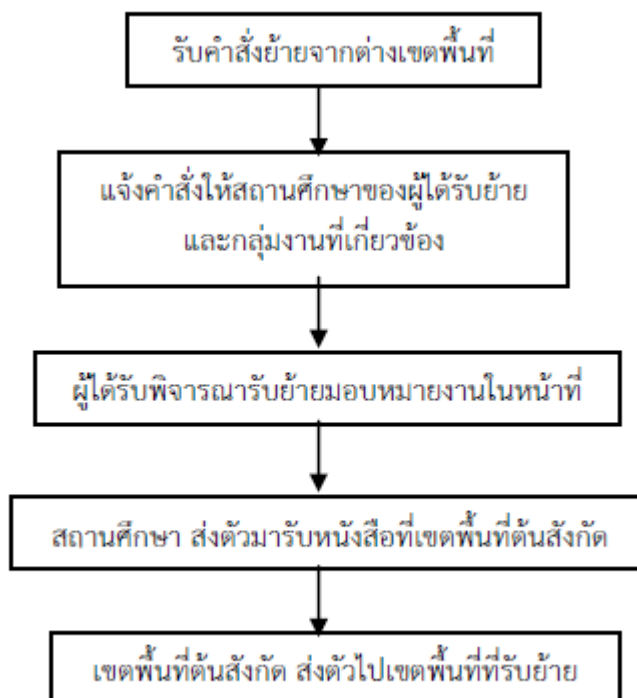 รับคำสั่งย้ายจากต่างเขตพื้นที่
แจ้งคำสั่งให้สถานศึกษาของผู้ได้รับย้าย
และกลุ่มงานที่เกี่ยวข้อง
ผู้ได้รับพิจารณารับย้ายมอบหมายงานในหน้าที่
สถานศึกษา ส่งตัวมารับหนังสือที่เขตพื้นที่ต้นสังกัด
เขตพื้นที่ต้นสังกัด ส่งตัวไปเขตพื้นที่ที่รับย้าย